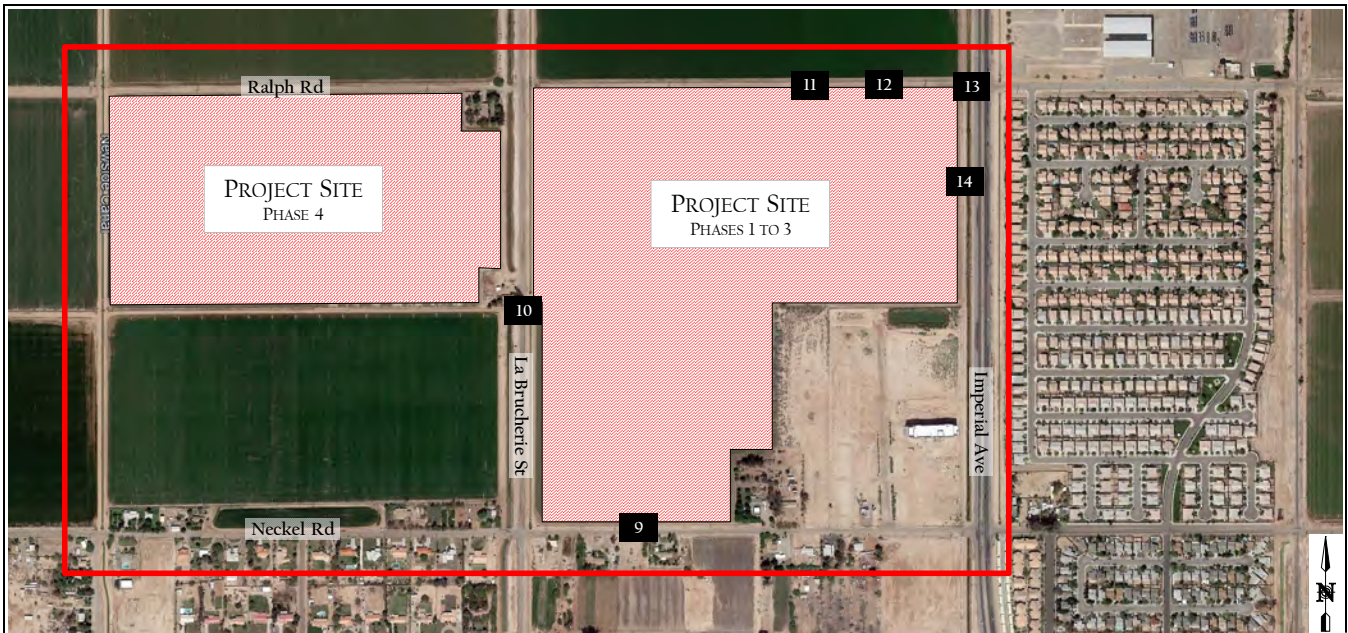 Ralph Rd
11
12
13
PROJECT SITE
PHASE 4
14
PROJECT SITE
PHASES 1 TO 3
10
La Brucherie St
Imperial Ave
Neckel Rd
9
N